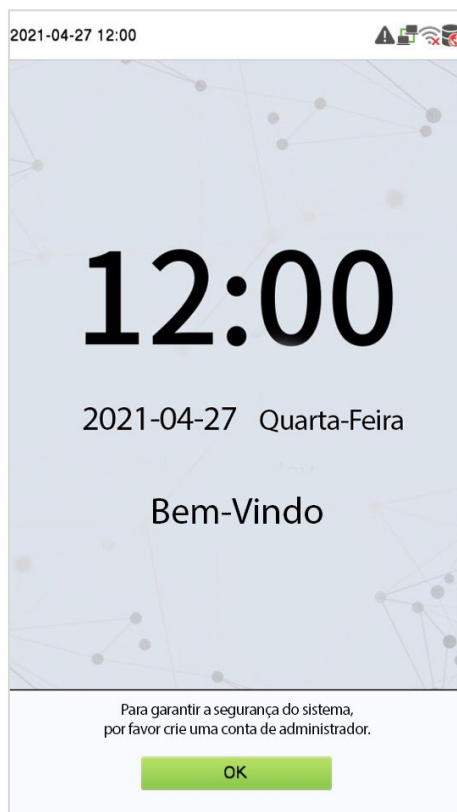 2021-04-27 12:00
12:00
2021-04-27 Quarta-Feira
Bem-Vindo
Para garantir a segurança do sistema,
por favor crie uma conta de administrador.
OK